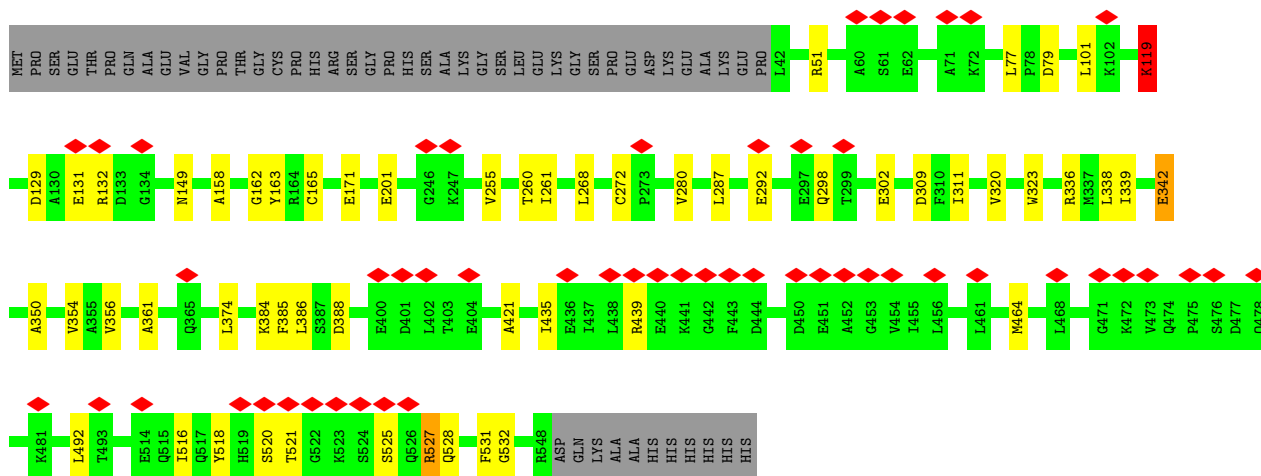 MET PRO SER GLU THR PRO GLN ALA GLU VAL GLY PRO THR GLY CYS PRO HIS ARG SER GLY PRO HIS SER ALA LYS GLY SER LEU GLU LYS GLY SER PRO GLU ASP LYS GLU ALA LYS GLU PRO L42 R51 A60 S61 E62 A71 K72 L77 P78 D79 L101 K102 K119
D129 A130 E131 R132 D133 G134 N149 A158 G162 Y163 R164 C165 E171 E201 G246 K247 V255 T260 I261 L268 C272 P273 V280 L287 E292 E297 Q298 T299 E302 D309 F310 I311 V320 W323 R336 M337 L338 I339 E342
A350 V354 A355 V356 A361 Q365 L374 K384 F385 L386 S387 D388 E400 D401 L402 T403 E404 A421 I435 E436 I437 L438 R439 E440 K441 G442 F443 D444 D450 E451 A452 G453 V454 I455 L456 L461 M464 L468 G471 K472 V473 Q474 P475 S476 D477
K481 L492 T493 E514 Q515 I516 Q517 Y518 H519 S520 T521 G522 K523 S524 S525 Q526 R527 Q528 F531 G532 R548 ASP GLN LYS ALA ALA HIS HIS HIS HIS HIS HIS